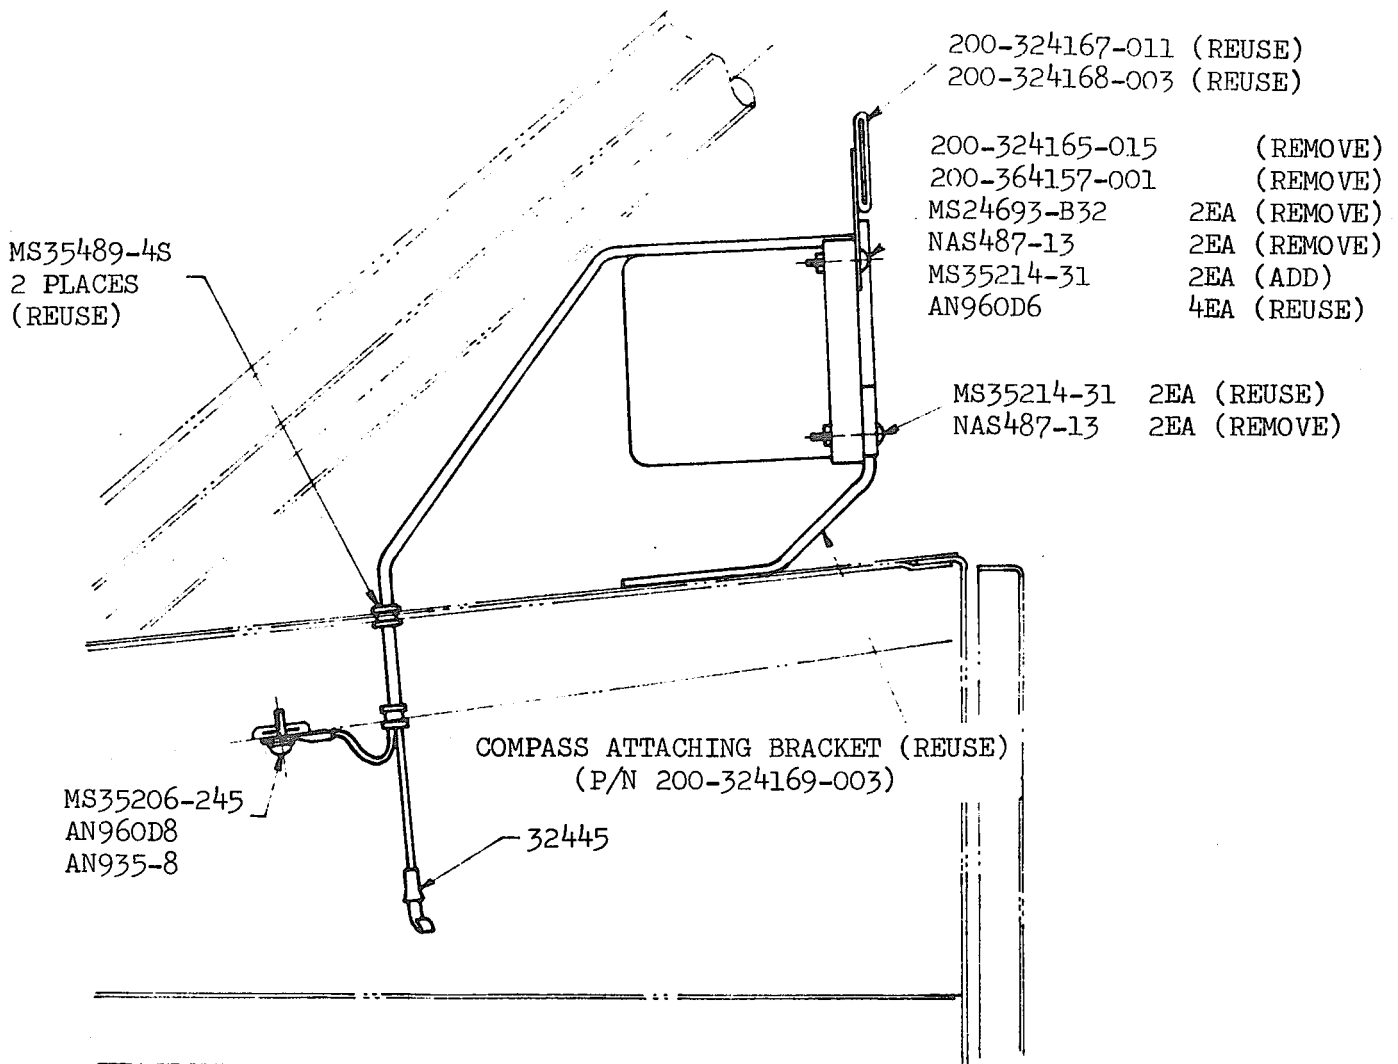 200-324167-011 (REUSE)
200-324168-003 (REUSE)
200-324165-015 (REMOVE)
200-364157-001 (REMOVE)
MS24693-B32 2EA (REMOVE)
NAS487-13 2EA (REMOVE)
MS35214-31 2EA (ADD)
AN960D6 4EA (REUSE)
MS35489-4S
2 PLACES
(REUSE)
MS35214-31 2EA (REUSE)
NAS487-13 2EA (REMOVE)
COMPASS ATTACHING BRACKET (REUSE)
(P/N 200-324169-003)
MS35206-245
AN960D8
AN935-8
32445